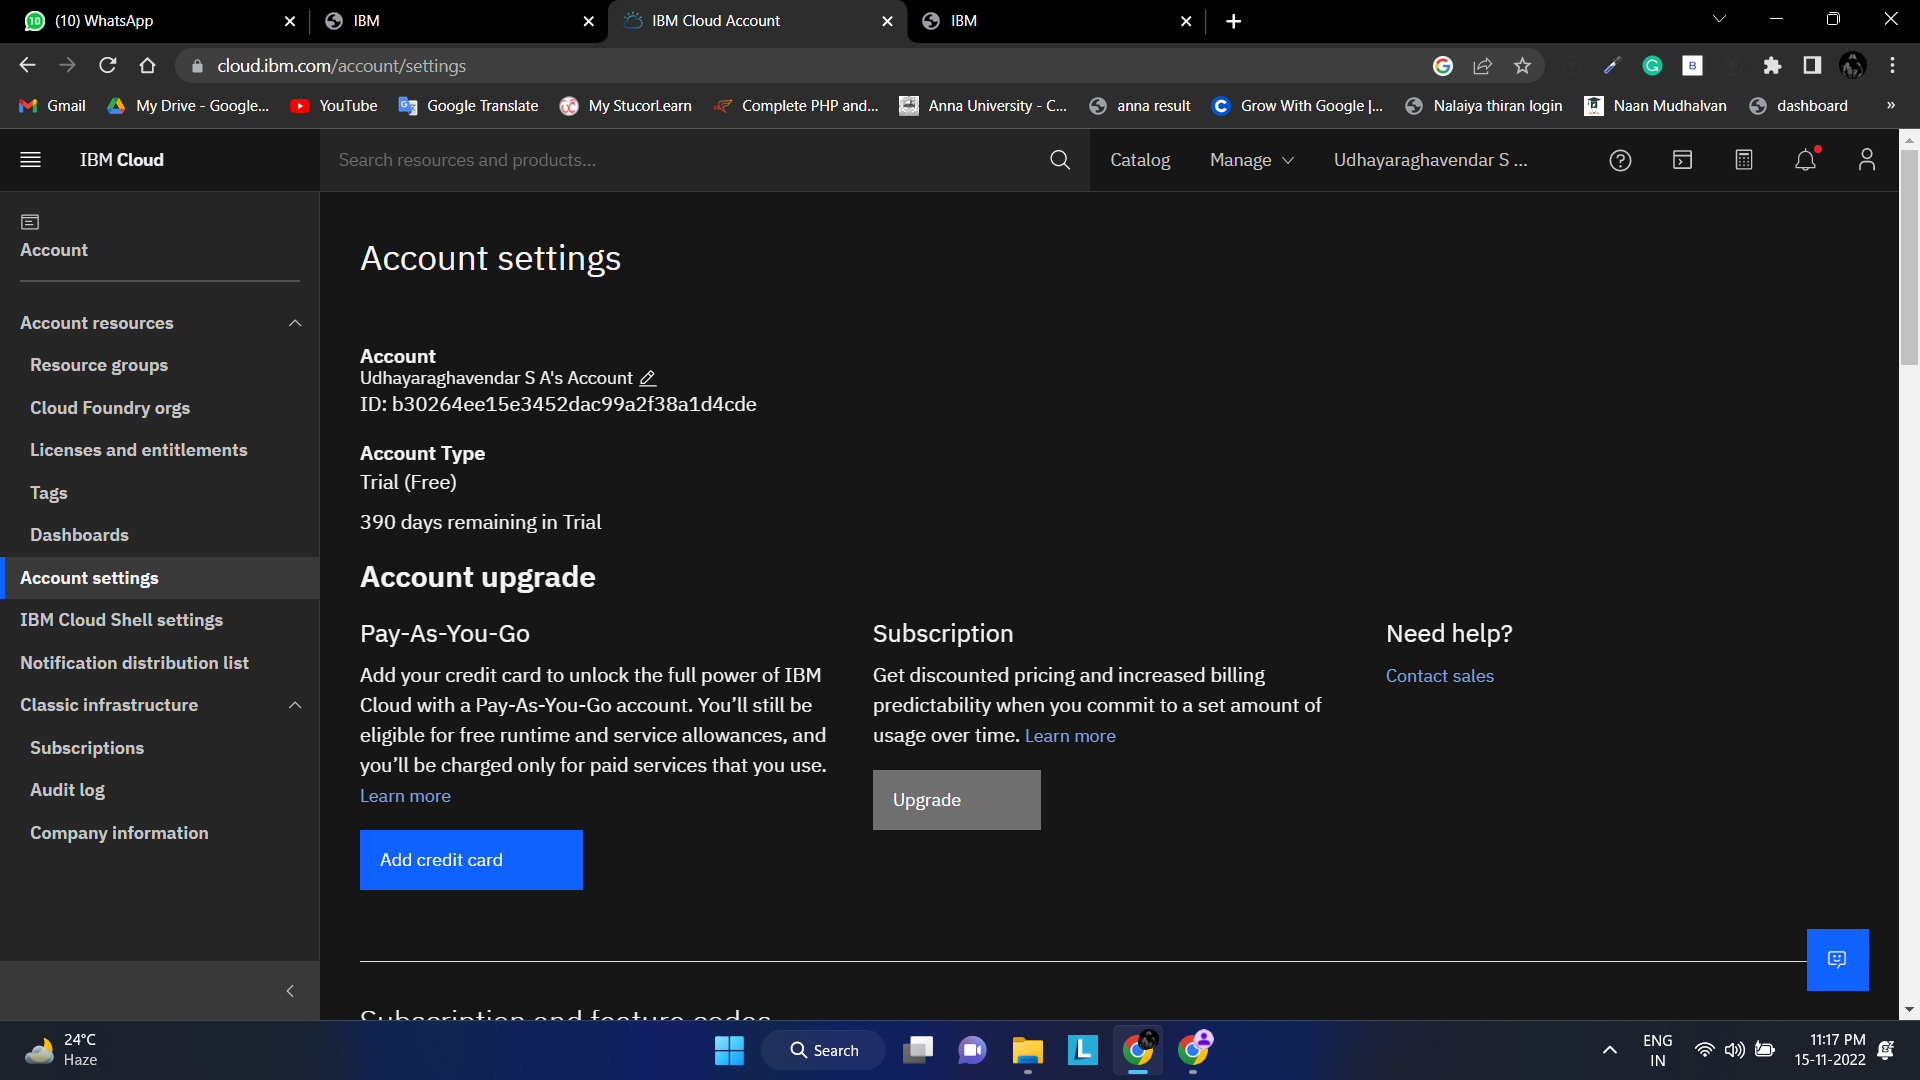 (10) WhatsApp
IBM
IBM Cloud Account
IBM
cloud.ibm.com/account/settings
Gmail
My Drive - Google...
YouTube
Google Translate
My StucorLearn
Complete PHP and...
Anna University - C...
anna result
Grow With Google |...
Nalaiya thiran login
Naan Mudhalvan
dashboard
»
IBM Cloud
Search resources and products...
Catalog
Manage
Udhayaraghavendar S ...
Account
Account resources
Resource groups
Cloud Foundry orgs
Licenses and entitlements
Tags
Dashboards
Account settings
IBM Cloud Shell settings
Notification distribution list
Classic infrastructure
Subscriptions
Audit log
Company information
Account settings
Account
Udhayaraghavendar S A's Account
ID: b30264ee15e3452dac99a2f38a1d4cde
Account Type
Trial (Free)
390 days remaining in Trial
Account upgrade
Pay-As-You-Go
Add your credit card to unlock the full power of IBM
Cloud with a Pay-As-You-Go account. You’ll still be
eligible for free runtime and service allowances, and
you’ll be charged only for paid services that you use.
Learn more
Add credit card
Subscription
Get discounted pricing and increased billing
predictability when you commit to a set amount of
usage over time. Learn more
Upgrade
Need help?
Contact sales
Subscription and feature codes
24°C
Haze
Search
ENG
IN
11:17 PM
15-11-2022